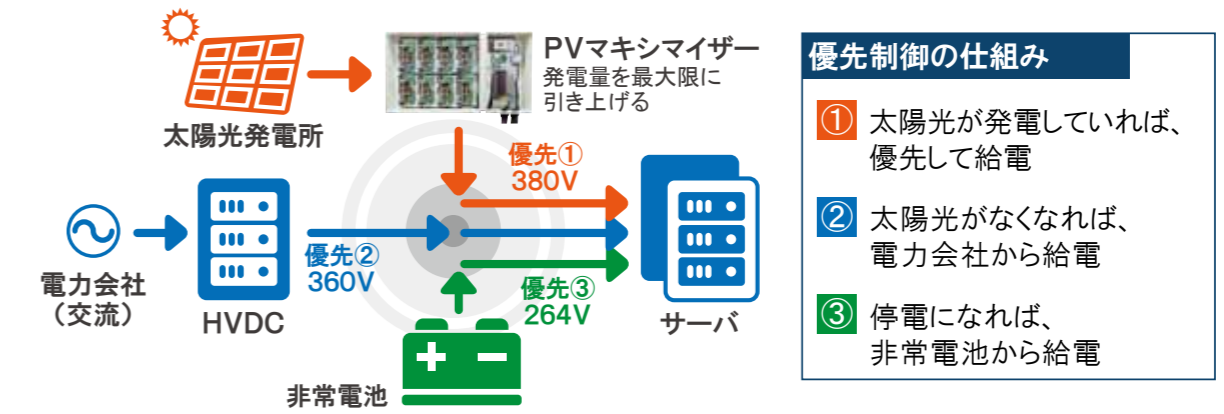 PVマキシマイザー
発電量を最大限に
引き上げる
太陽光発電所
優先①
380V
優先②
360V
優先③
264V
電力会社
（交流）
HVDC
サーバ
非常電池
優先制御の仕組み
① 太陽光が発電していれば、
優先して給電
② 太陽光がなくなれば、
電力会社から給電
③ 停電になれば、
非常電池から給電